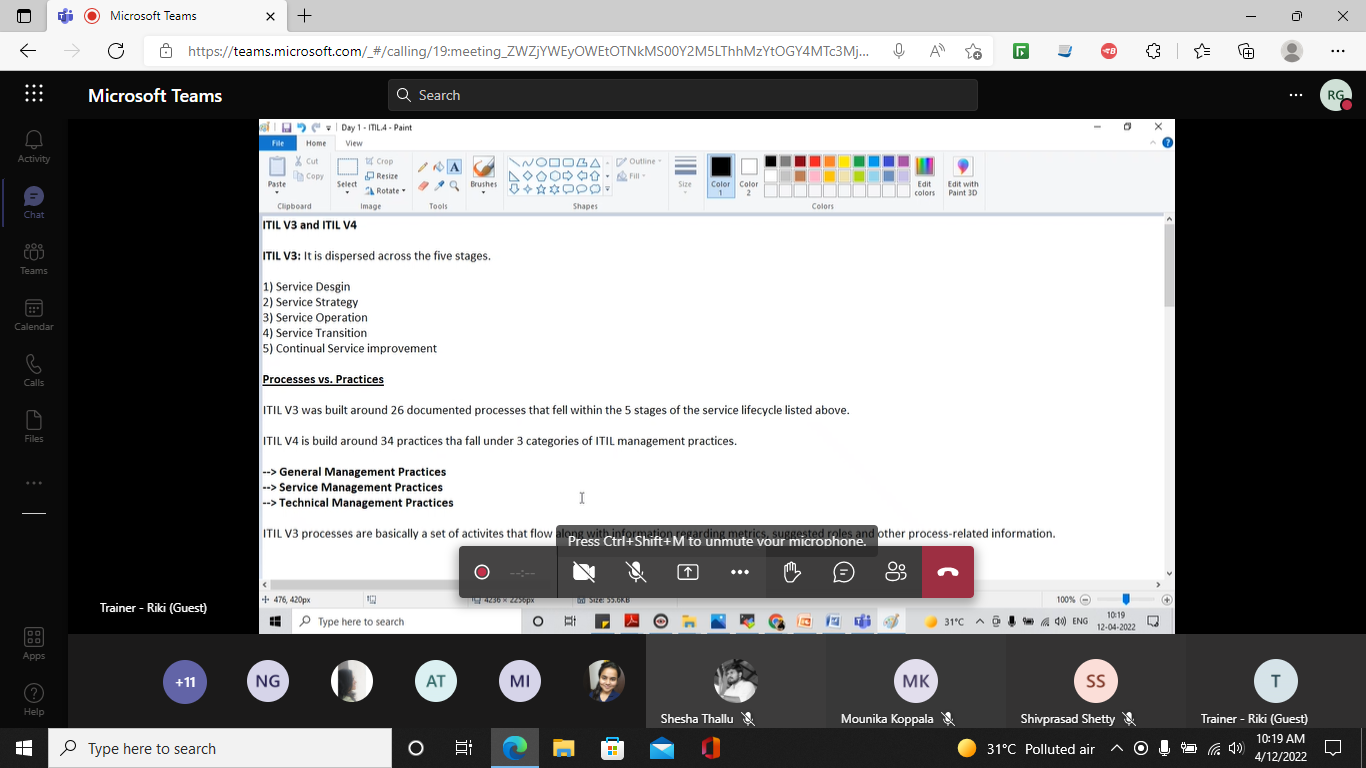 Microsoft Teams
https://teams.microsoft.com/_#/calling/19:meeting_ZWZjYWEyOWEtOTNkMS00Y2M5LThhMzYtOGY4MTc3Mj...
Microsoft Teams
Search
RG
Activity
Chat
Teams
Calendar
Calls
Files
Apps
Help
Day 1 - ITIL.4 - Paint
File Home View
Paste
Cut
Copy
Clipboard
Select
Crop
Resize
Rotate
Image
Tools
Brushes
Shapes
Outline
Fill
Size
Color 1
Color 2
Colors
Edit colors
Edit with Paint 3D
ITIL V3 and ITIL V4
ITIL V3: It is dispersed across the five stages.
1) Service Desgin
2) Service Strategy
3) Service Operation
4) Service Transition
5) Continual Service improvement
Processes vs. Practices
ITIL V3 was built around 26 documented processes that fell within the 5 stages of the service lifecycle listed above.
ITIL V4 is build around 34 practices tha fall under 3 categories of ITIL management practices.
--> General Management Practices
--> Service Management Practices
--> Technical Management Practices
ITIL V3 processes are basically a set of activites that flow along with information regarding metrics, suggested roles and other process-related information.
Press Ctrl+Shift+M to unmute your microphone.
--:--
476, 420px
4236 × 2256px
Size: 55.6KB
100%
Trainer - Riki (Guest)
Type here to search
31°C
ENG
10:19
12-04-2022
+11
NG
AT
MI
Shesha Thallu
MK
Mounika Koppala
SS
Shivprasad Shetty
T
Trainer - Riki (Guest)
Type here to search
31°C Polluted air
10:19 AM
4/12/2022